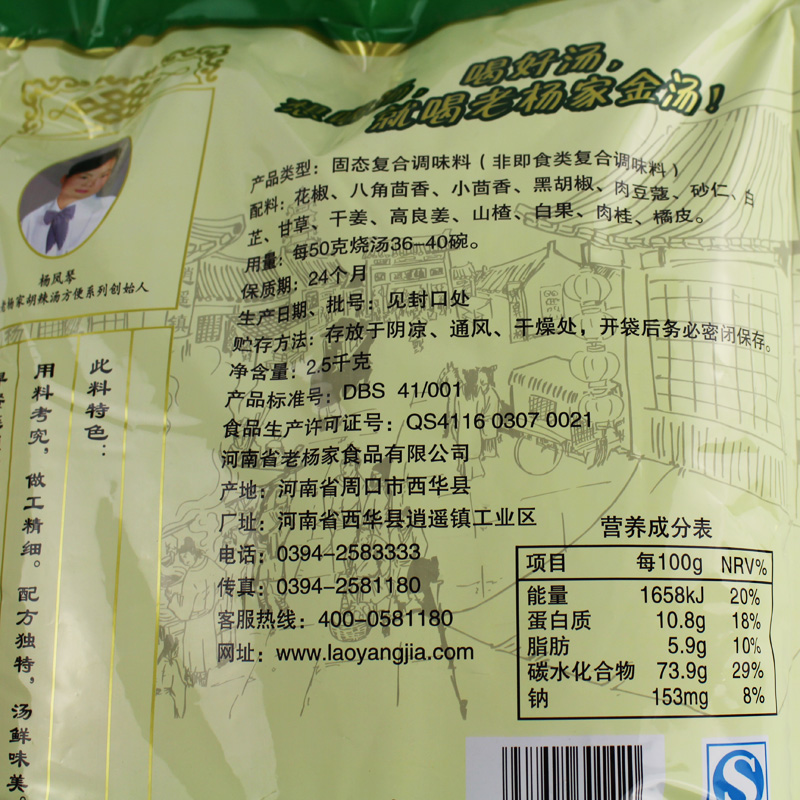 喝好汤,
就喝老杨家金汤!
产品类型: 固态复合调味料 ( 非即食类复合调味料 )
配料: 花椒、八角茴香、小茴香、黑胡椒、肉豆蔻、砂仁、白
芷、甘草、干姜、高良姜、山楂、白果、肉桂、橘皮。
用量: 每50克烧汤36-40碗。
保质期: 24个月
生产日期、批号: 见封口处
贮存方法: 存放于阴凉、通风、干燥处, 开袋后务必密闭保存。
净含量: 2.5千克
产品标准号: DBS 41/001
食品生产许可证号: QS4116 0307 0021
河南省老杨家食品有限公司
产地: 河南省周口市西华县
厂址: 河南省西华县逍遥镇工业区
电话: 0394-2583333
传真: 0394-2581180
客服热线: 400-0581180
网址: www.laoyangjia.com
营养成分表
项目 每100g NRV%
能量 1658kJ 20%
蛋白质 10.8g 18%
脂肪 5.9g 10%
碳水化合物 73.9g 29%
钠 153mg 8%
杨凤琴
老杨家胡辣汤方便系列创始人
此料特色:
用料考究, 做工精细。配方独特, 汤鲜味美。